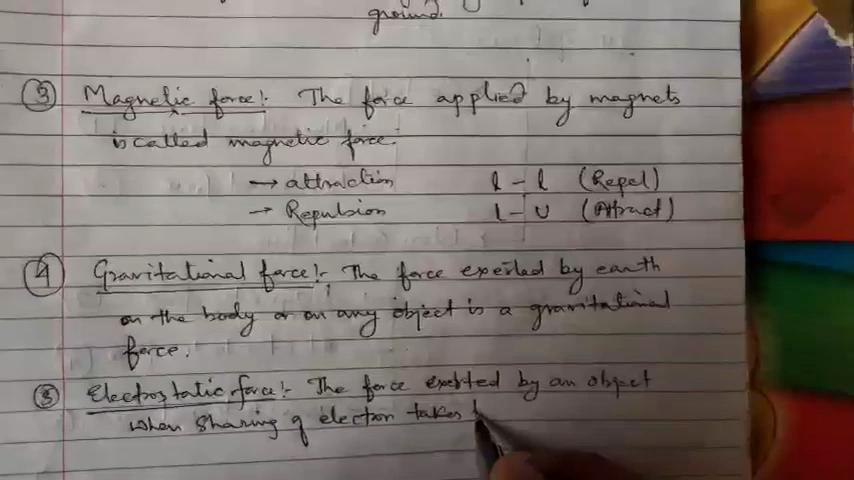 ground.
③ Magnetic force:- The force applied by magnets
is called magnetic force.
→ attraction l - l (Repel)
→ Repulsion l - U (Attract)
④ Gravitational force:- The force exerted by earth
on the body or on any object is a gravitational
force.
⑤ Electrostatic force:- The force exerted by an object
when sharing of electron takes